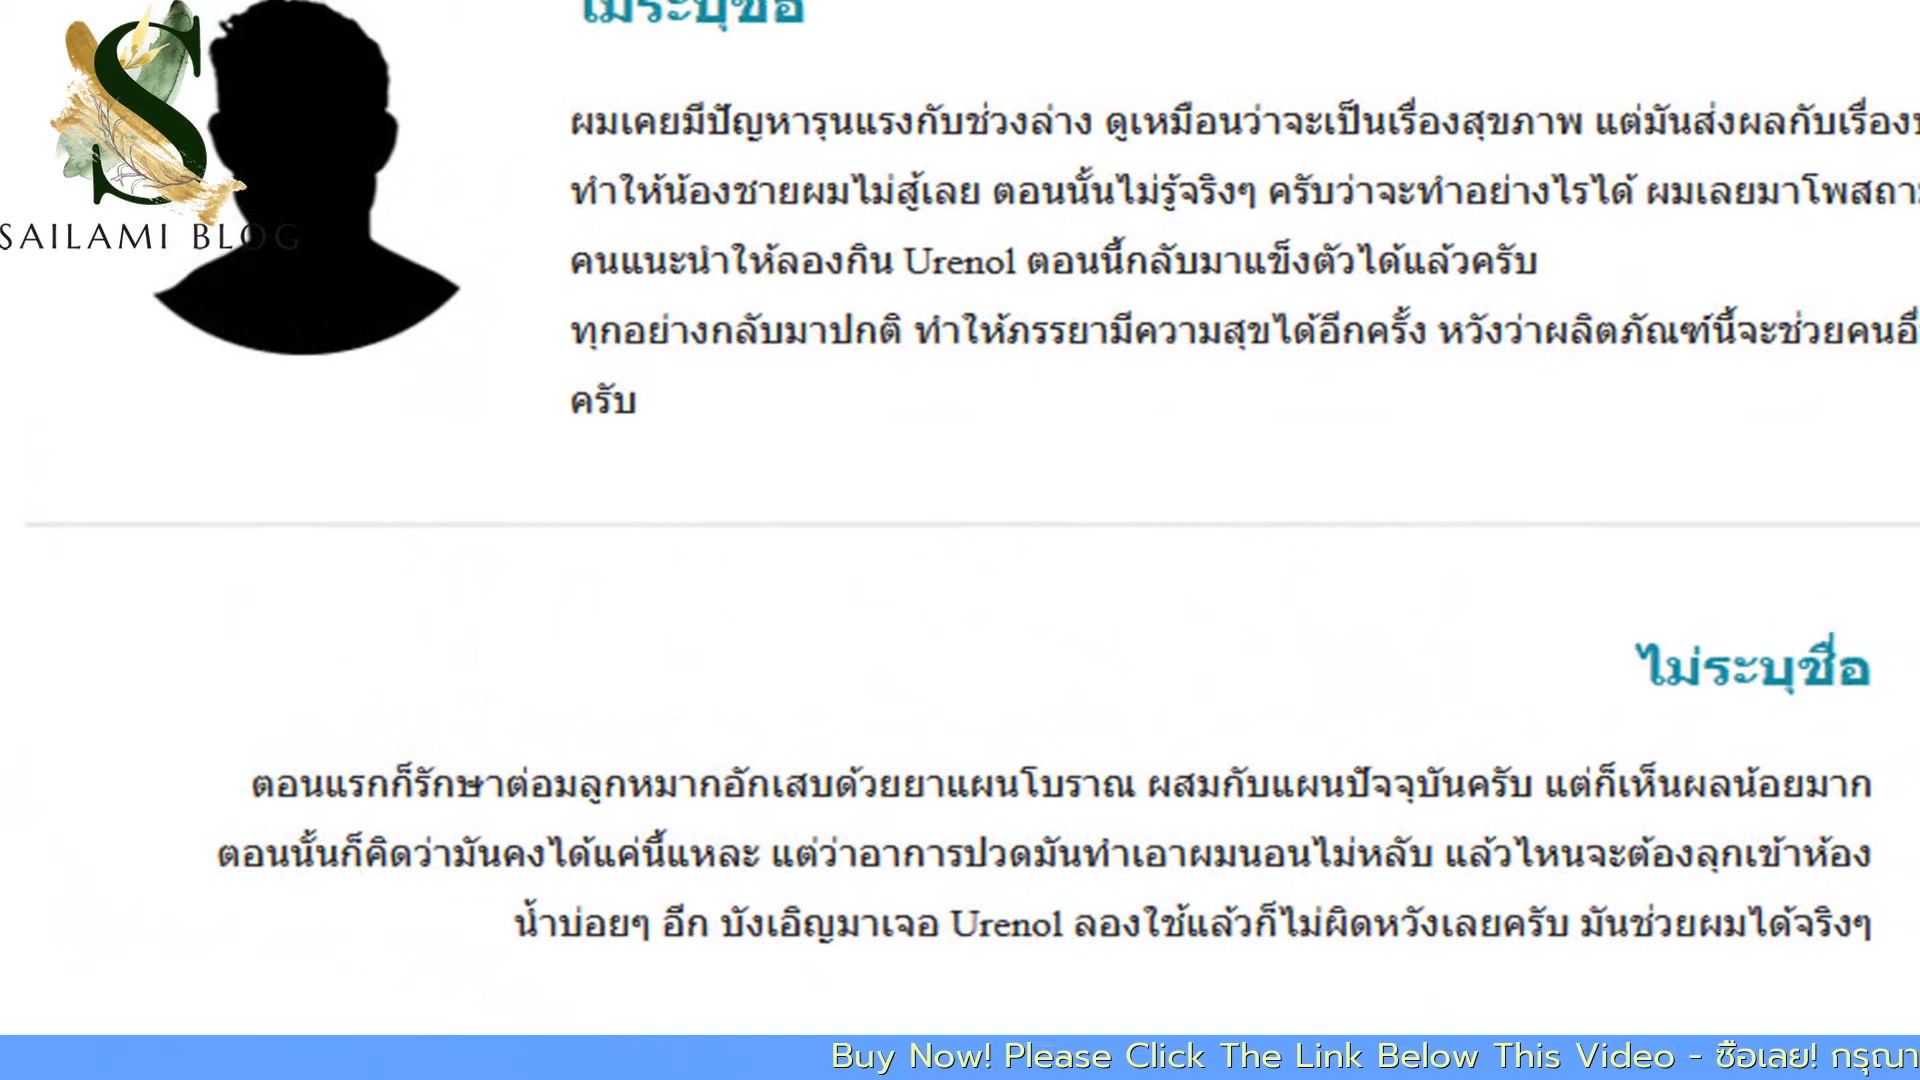 ไม่ระบุชื่อ
SAILAMI BLOG
ผมเคยมีปัญหารุนแรงกับช่วงล่าง ดูเหมือนว่าจะเป็นเรื่องสุขภาพ แต่มันส่งผลกับเรื่อง
ทำให้น้องชายผมไม่สู้เลย ตอนนั้นไม่รู้จริงๆ ครับว่าจะทำอย่างไรได้ ผมเลยมาโพสถาม
คนแนะนำให้ลองกิน Urenol ตอนนี้กลับมาแข็งตัวได้แล้วครับ
ทุกอย่างกลับมาปกติ ทำให้ภรรยามีความสุขได้อีกครั้ง หวังว่าผลิตภัณฑ์นี้จะช่วยคน
ครับ
ไม่ระบุชื่อ
ตอนแรกก็รักษาต่อมลูกหมากอักเสบด้วยยาแผนโบราณ ผสมกับแผนปัจจุบันครับ แต่ก็เห็นผลน้อยมาก
ตอนนั้นก็คิดว่ามันคงได้แค่นี้แหละ แต่ว่าอาการปวดมันทำเอาผมนอนไม่หลับ แล้วไหนจะต้องลุกเข้าห้อง
น้ำบ่อยๆ อีก บังเอิญมาเจอ Urenol ลองใช้แล้วก็ไม่ผิดหวังเลยครับ มันช่วยผมได้จริงๆ
Buy Now! Please Click The Link Below This Video - ซื้อเลย! กรุณา